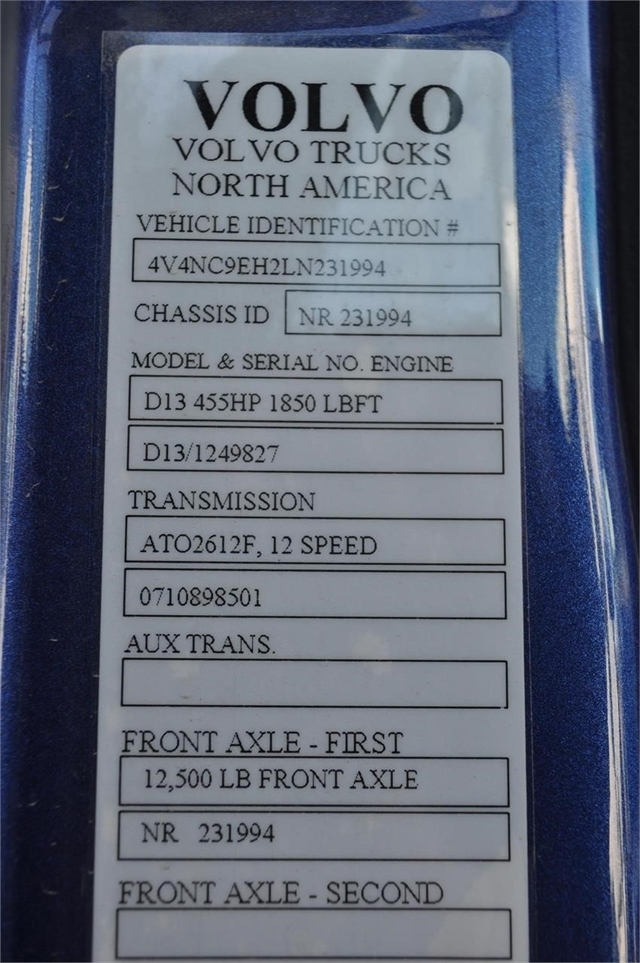 VOLVO
VOLVO TRUCKS
NORTH AMERICA
VEHICLE IDENTIFICATION #
4V4NC9EH2LN231994
CHASSIS ID NR 231994
MODEL & SERIAL NO. ENGINE
D13 455HP 1850 LBFT
D13/1249827
TRANSMISSION
ATO2612F, 12 SPEED
0710898501
AUX TRANS.
FRONT AXLE - FIRST
12,500 LB FRONT AXLE
NR 231994
FRONT AXLE - SECOND